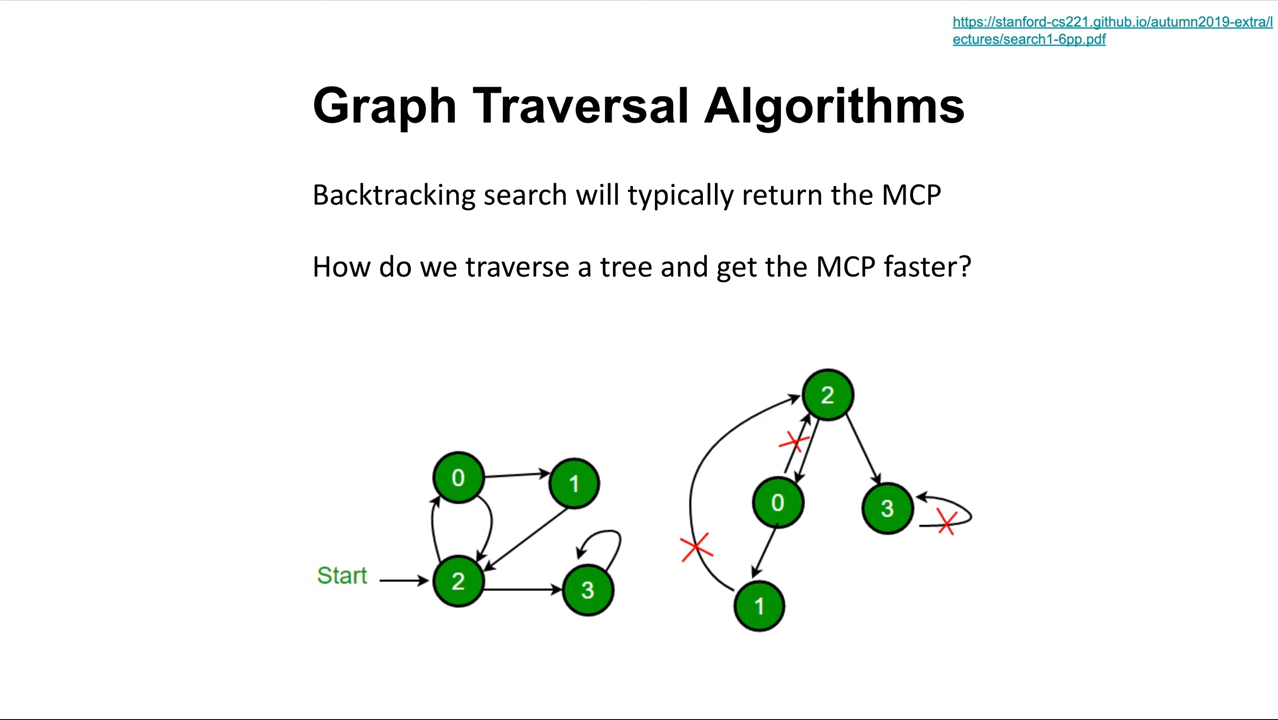 https://stanford-cs221.github.io/autumn2019-extra/l
ectures/search1-6pp.pdf
Graph Traversal Algorithms
Backtracking search will typically return the MCP
How do we traverse a tree and get the MCP faster?
0
1
Start
2
3
2
0
3
1